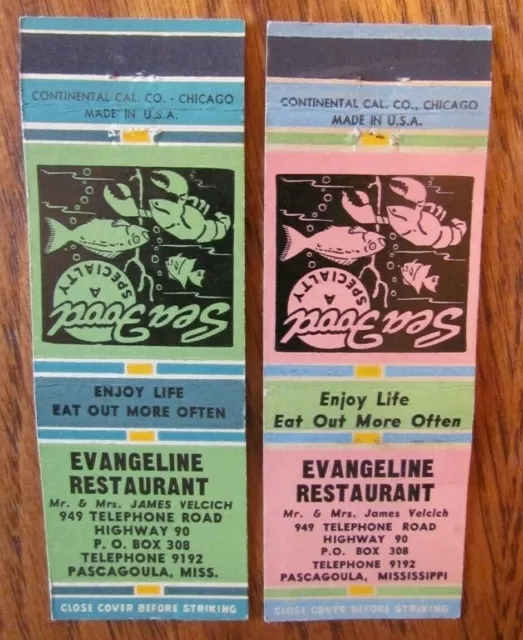 CONTINENTAL CAL. CO. - CHICAGO
MADE IN U.S.A.
Sea Food
A
SPECIALTY
ENJOY LIFE
EAT OUT MORE OFTEN
EVANGELINE
RESTAURANT
Mr. & Mrs. JAMES VELCICH
949 TELEPHONE ROAD
HIGHWAY 90
P. O. BOX 308
TELEPHONE 9192
PASCAGOULA, MISS.
CLOSE COVER BEFORE STRIKING
CONTINENTAL CAL. CO., CHICAGO
MADE IN U.S.A.
Sea Food
A
SPECIALTY
Enjoy Life
Eat Out More Often
EVANGELINE
RESTAURANT
Mr. & Mrs. James Velcich
949 TELEPHONE ROAD
HIGHWAY 90
P.O. BOX 308
TELEPHONE 9192
PASCAGOULA, MISSISSIPPI
CLOSE COVER BEFORE STRIKING